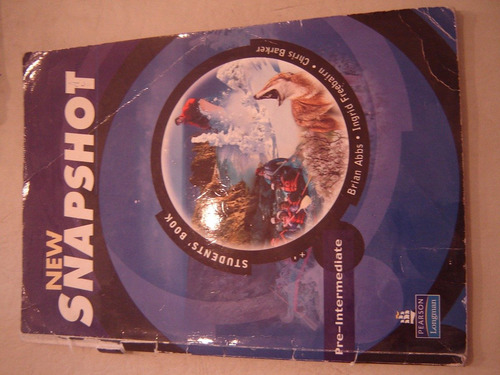 NEW
SNAPSHOT
Brian Abbs • Ingrid Freebairn • Chris Barker
STUDENTS' BOOK
Pre-Intermediate
PEARSON
Longman